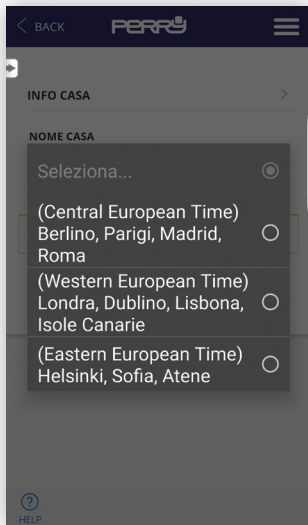 BACK
PERRY
INFO CASA
NOME CASA
Seleziona...
(Central European Time)
Berlino, Parigi, Madrid,
Roma
(Western European Time)
Londra, Dublino, Lisbona,
Isole Canarie
(Eastern European Time)
Helsinki, Sofia, Atene
?
HELP